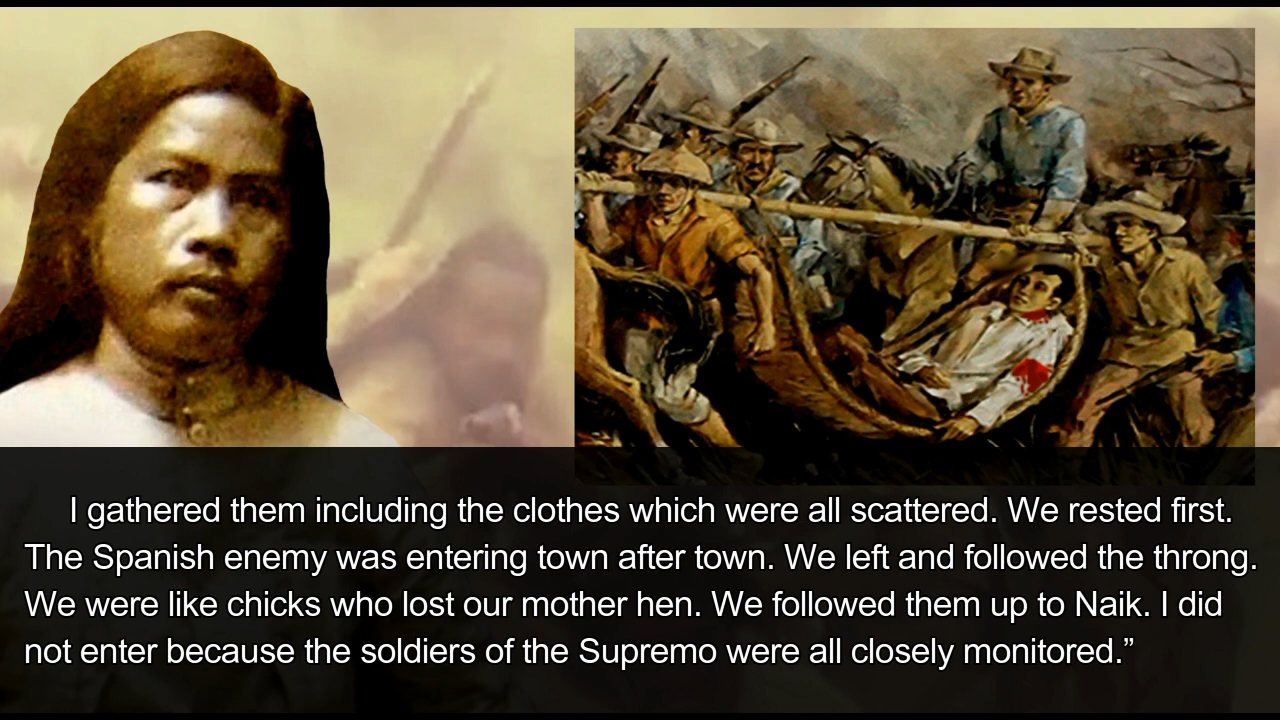 I gathered them including the clothes which were all scattered. We rested first.
The Spanish enemy was entering town after town. We left and followed the throng.
We were like chicks who lost our mother hen. We followed them up to Naik. I did
not enter because the soldiers of the Supremo were all closely monitored.”